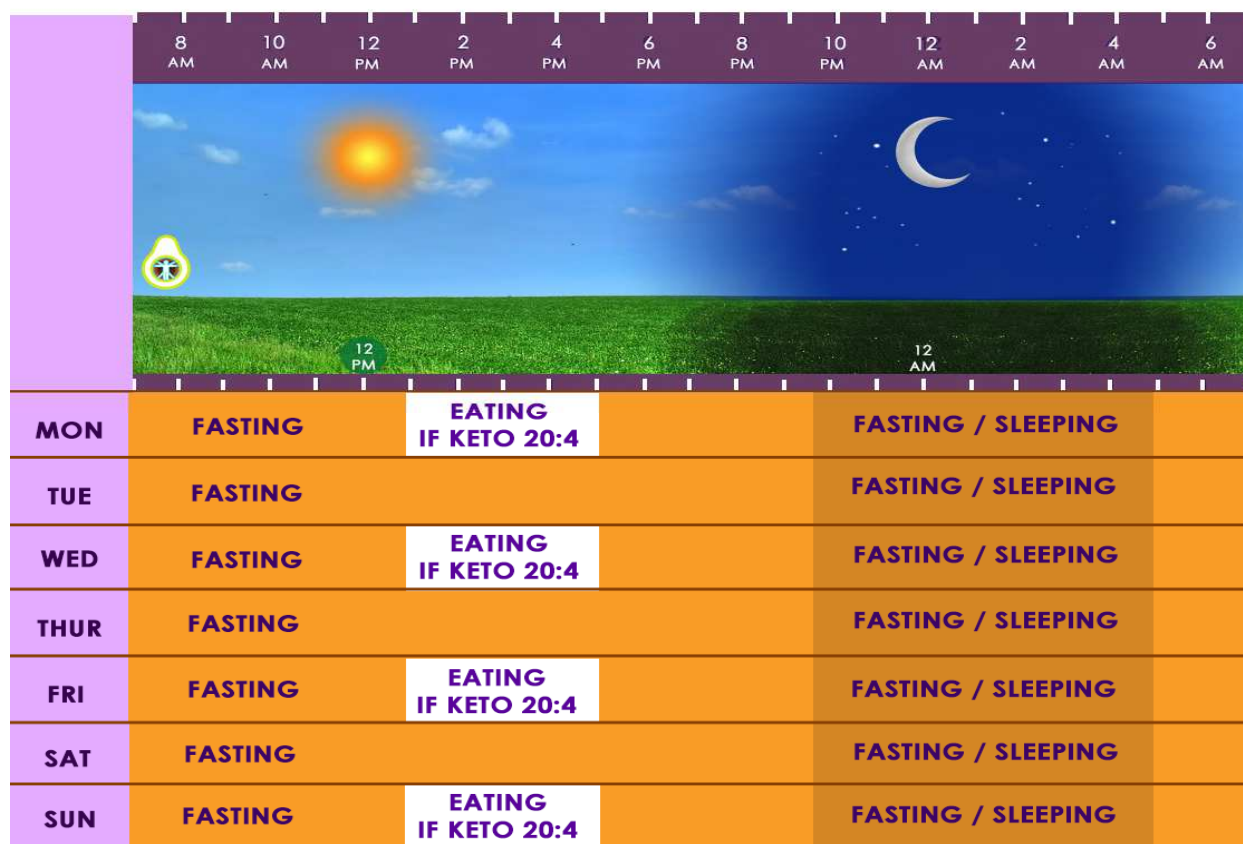 8 10 12 2 4 6 8 10 12 2 4 6
AM AM PM PM PM PM PM PM AM AM AM AM
12
PM
12
AM
MON FASTING EATING
IF KETO 20:4 FASTING / SLEEPING
TUE FASTING FASTING / SLEEPING
WED FASTING EATING
IF KETO 20:4 FASTING / SLEEPING
THUR FASTING FASTING / SLEEPING
FRI FASTING EATING
IF KETO 20:4 FASTING / SLEEPING
SAT FASTING FASTING / SLEEPING
SUN FASTING EATING
IF KETO 20:4 FASTING / SLEEPING